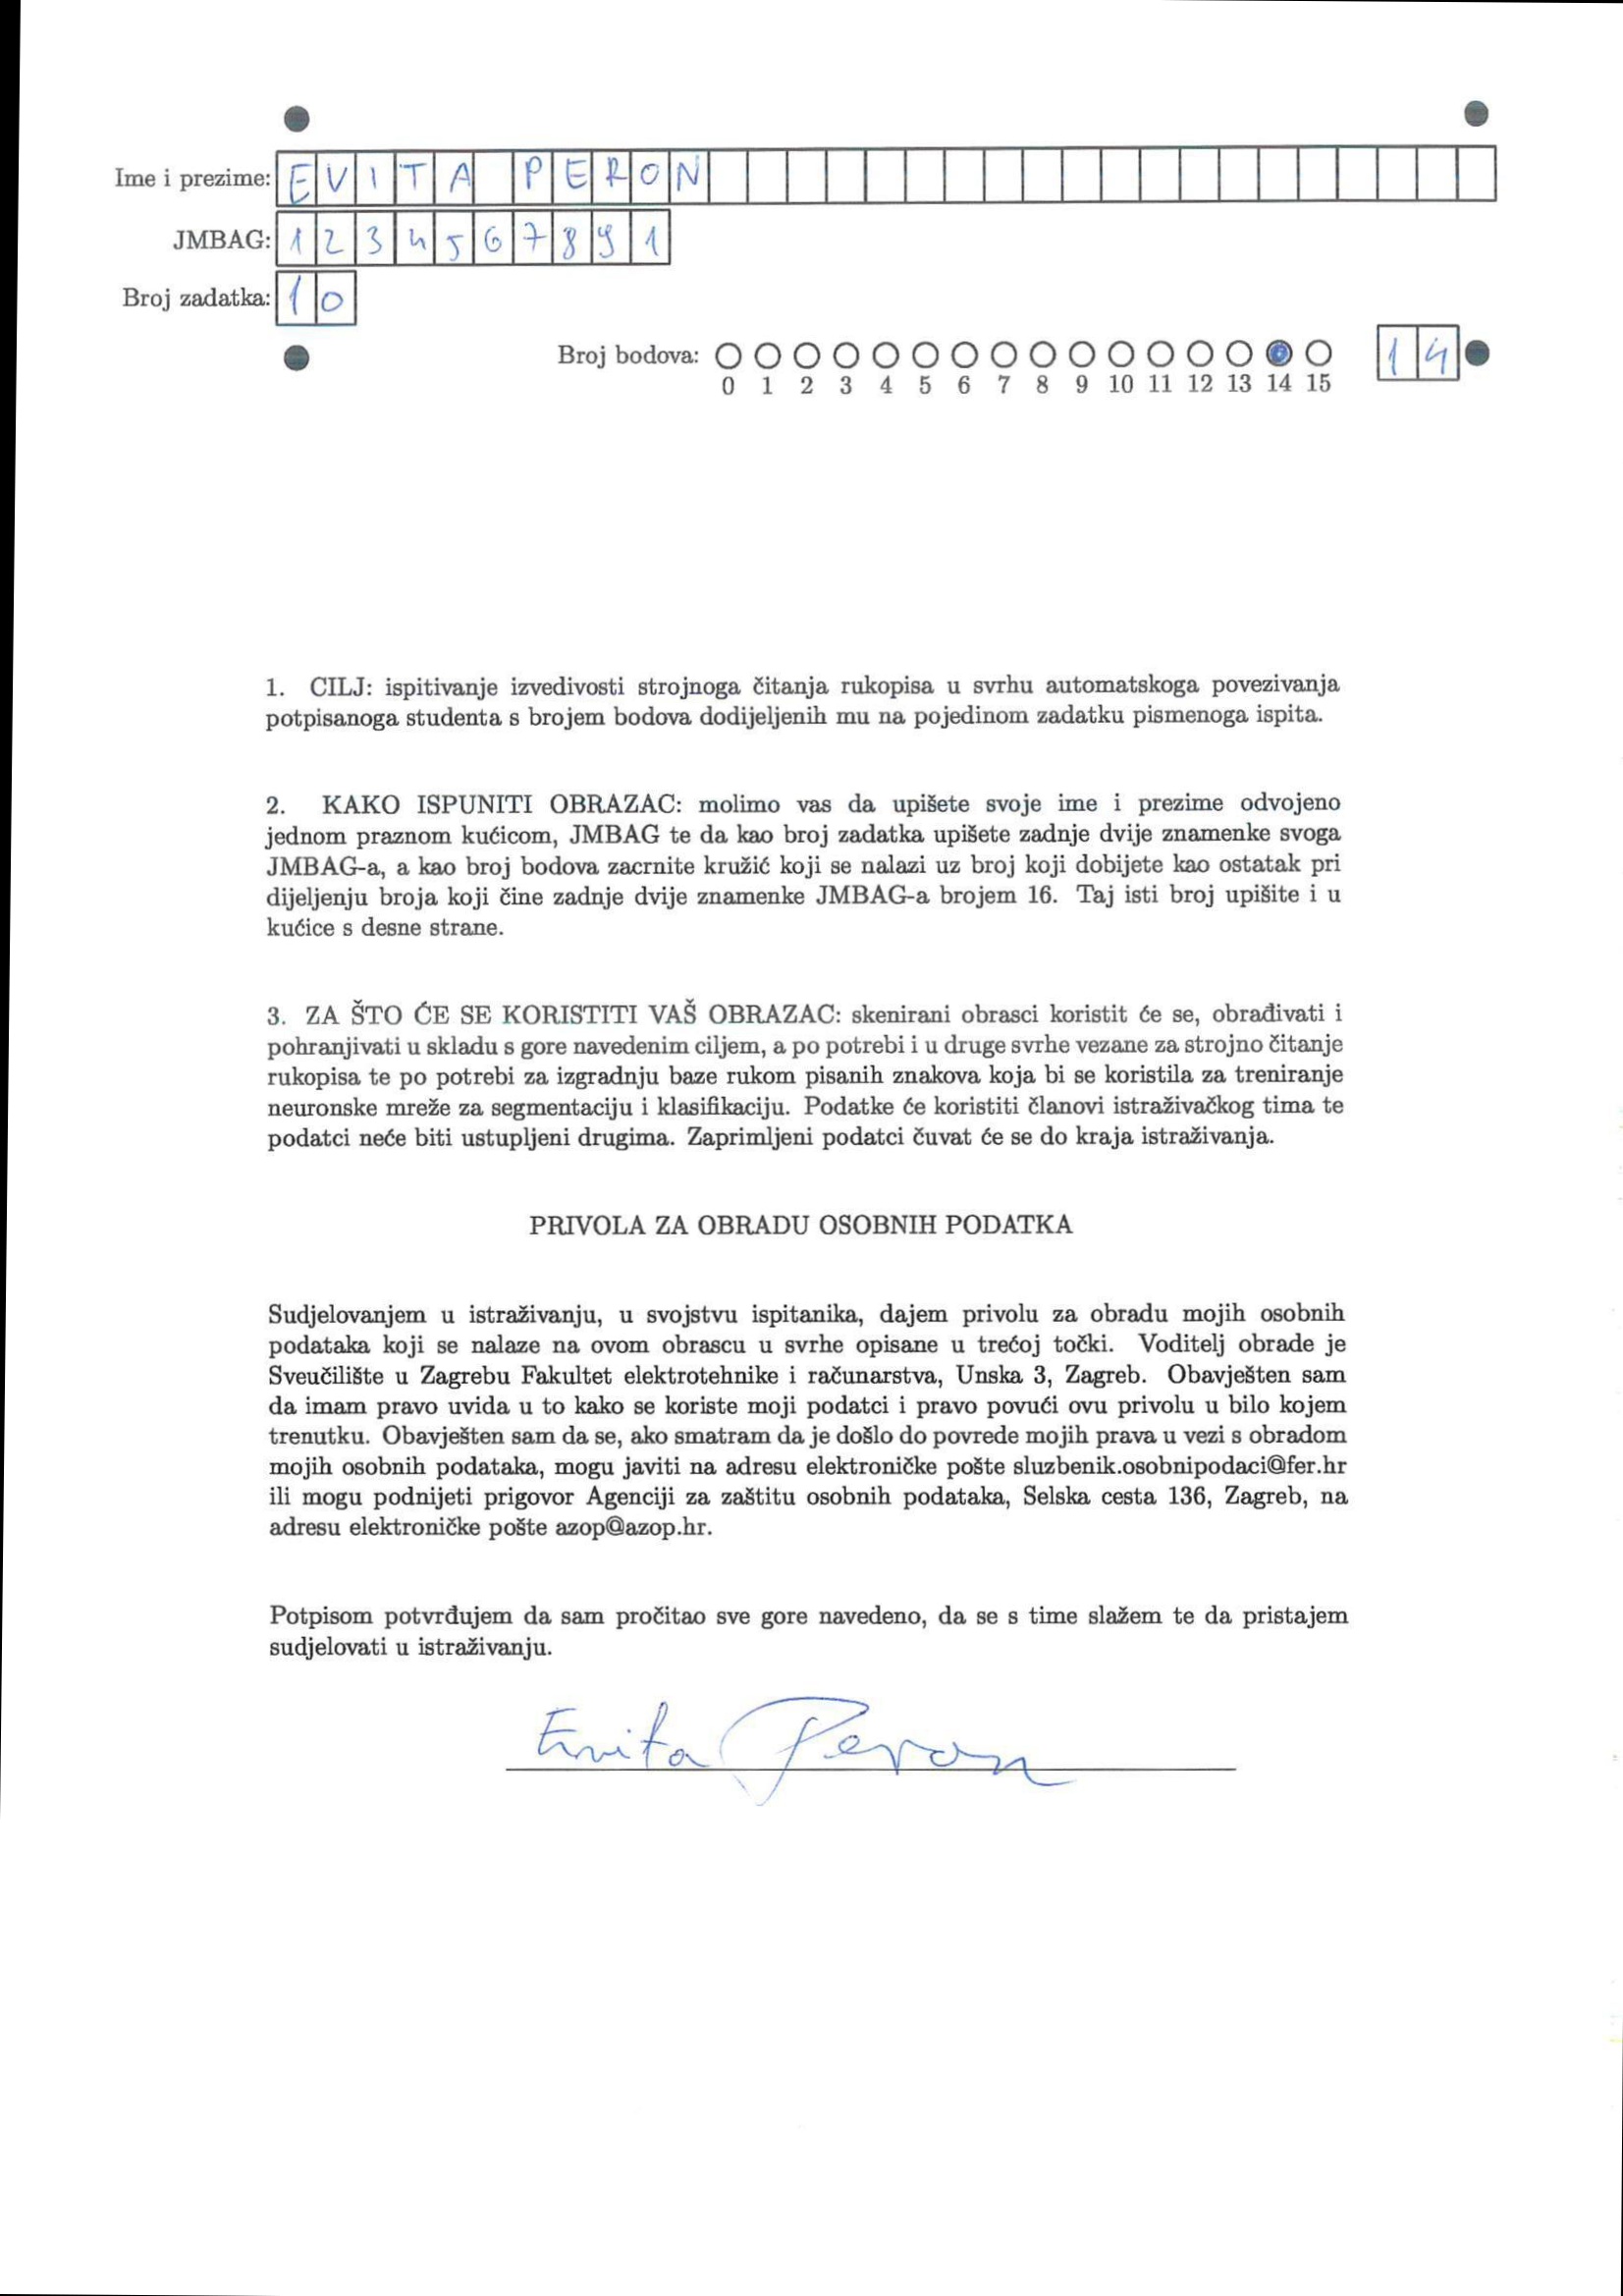 Ime i prezime: EVITA PERON
JMBAG: 1234567891
Broj zadatka: 10
Broj bodova: 14
0 1 2 3 4 5 6 7 8 9 10 11 12 13 14 15
1. CILJ: ispitivanje izvedivosti strojnoga čitanja rukopisa u svrhu automatskoga povezivanja
potpisanoga studenta s brojem bodova dodijeljenih mu na pojedinom zadatku pismenoga ispita.
2. KAKO ISPUNITI OBRAZAC: molimo vas da upišete svoje ime i prezime odvojeno
jednom praznom kućicom, JMBAG te da kao broj zadatka upišete zadnje dvije znamenke svoga
JMBAG-a, a kao broj bodova zacrnite kružić koji se nalazi uz broj koji dobijete kao ostatak pri
dijeljenju broja koji čine zadnje dvije znamenke JMBAG-a brojem 16. Taj isti broj upišite i u
kućice s desne strane.
3. ZA ŠTO ĆE SE KORISTITI VAŠ OBRAZAC: skenirani obrasci koristit će se, obrađivati i
pohranjivati u skladu s gore navedenim ciljem, a po potrebi i u druge svrhe vezane za strojno čitanje
rukopisa te po potrebi za izgradnju baze rukom pisanih znakova koja bi se koristila za treniranje
neuronske mreže za segmentaciju i klasifikaciju. Podatke će koristiti članovi istraživačkog tima te
podatci neće biti ustupljeni drugima. Zaprimljeni podatci čuvat će se do kraja istraživanja.
PRIVOLA ZA OBRADU OSOBNIH PODATKA
Sudjelovanjem u istraživanju, u svojstvu ispitanika, dajem privolu za obradu mojih osobnih
podataka koji se nalaze na ovom obrascu u svrhe opisane u trećoj točki. Voditelj obrade je
Sveučilište u Zagrebu Fakultet elektrotehnike i računarstva, Unska 3, Zagreb. Obavješten sam
da imam pravo uvida u to kako se koriste moji podatci i pravo povući ovu privolu u bilo kojem
trenutku. Obavješten sam da se, ako smatram da je došlo do povrede mojih prava u vezi s obradom
mojih osobnih podataka, mogu javiti na adresu elektroničke pošte sluzbenik.osobnipodaci@fer.hr
ili mogu podnijeti prigovor Agenciji za zaštitu osobnih podataka, Selska cesta 136, Zagreb, na
adresu elektroničke pošte azop@azop.hr.
Potpisom potvrđujem da sam pročitao sve gore navedeno, da se s time slažem te da pristajem
sudjelovati u istraživanju.
Evita Peron